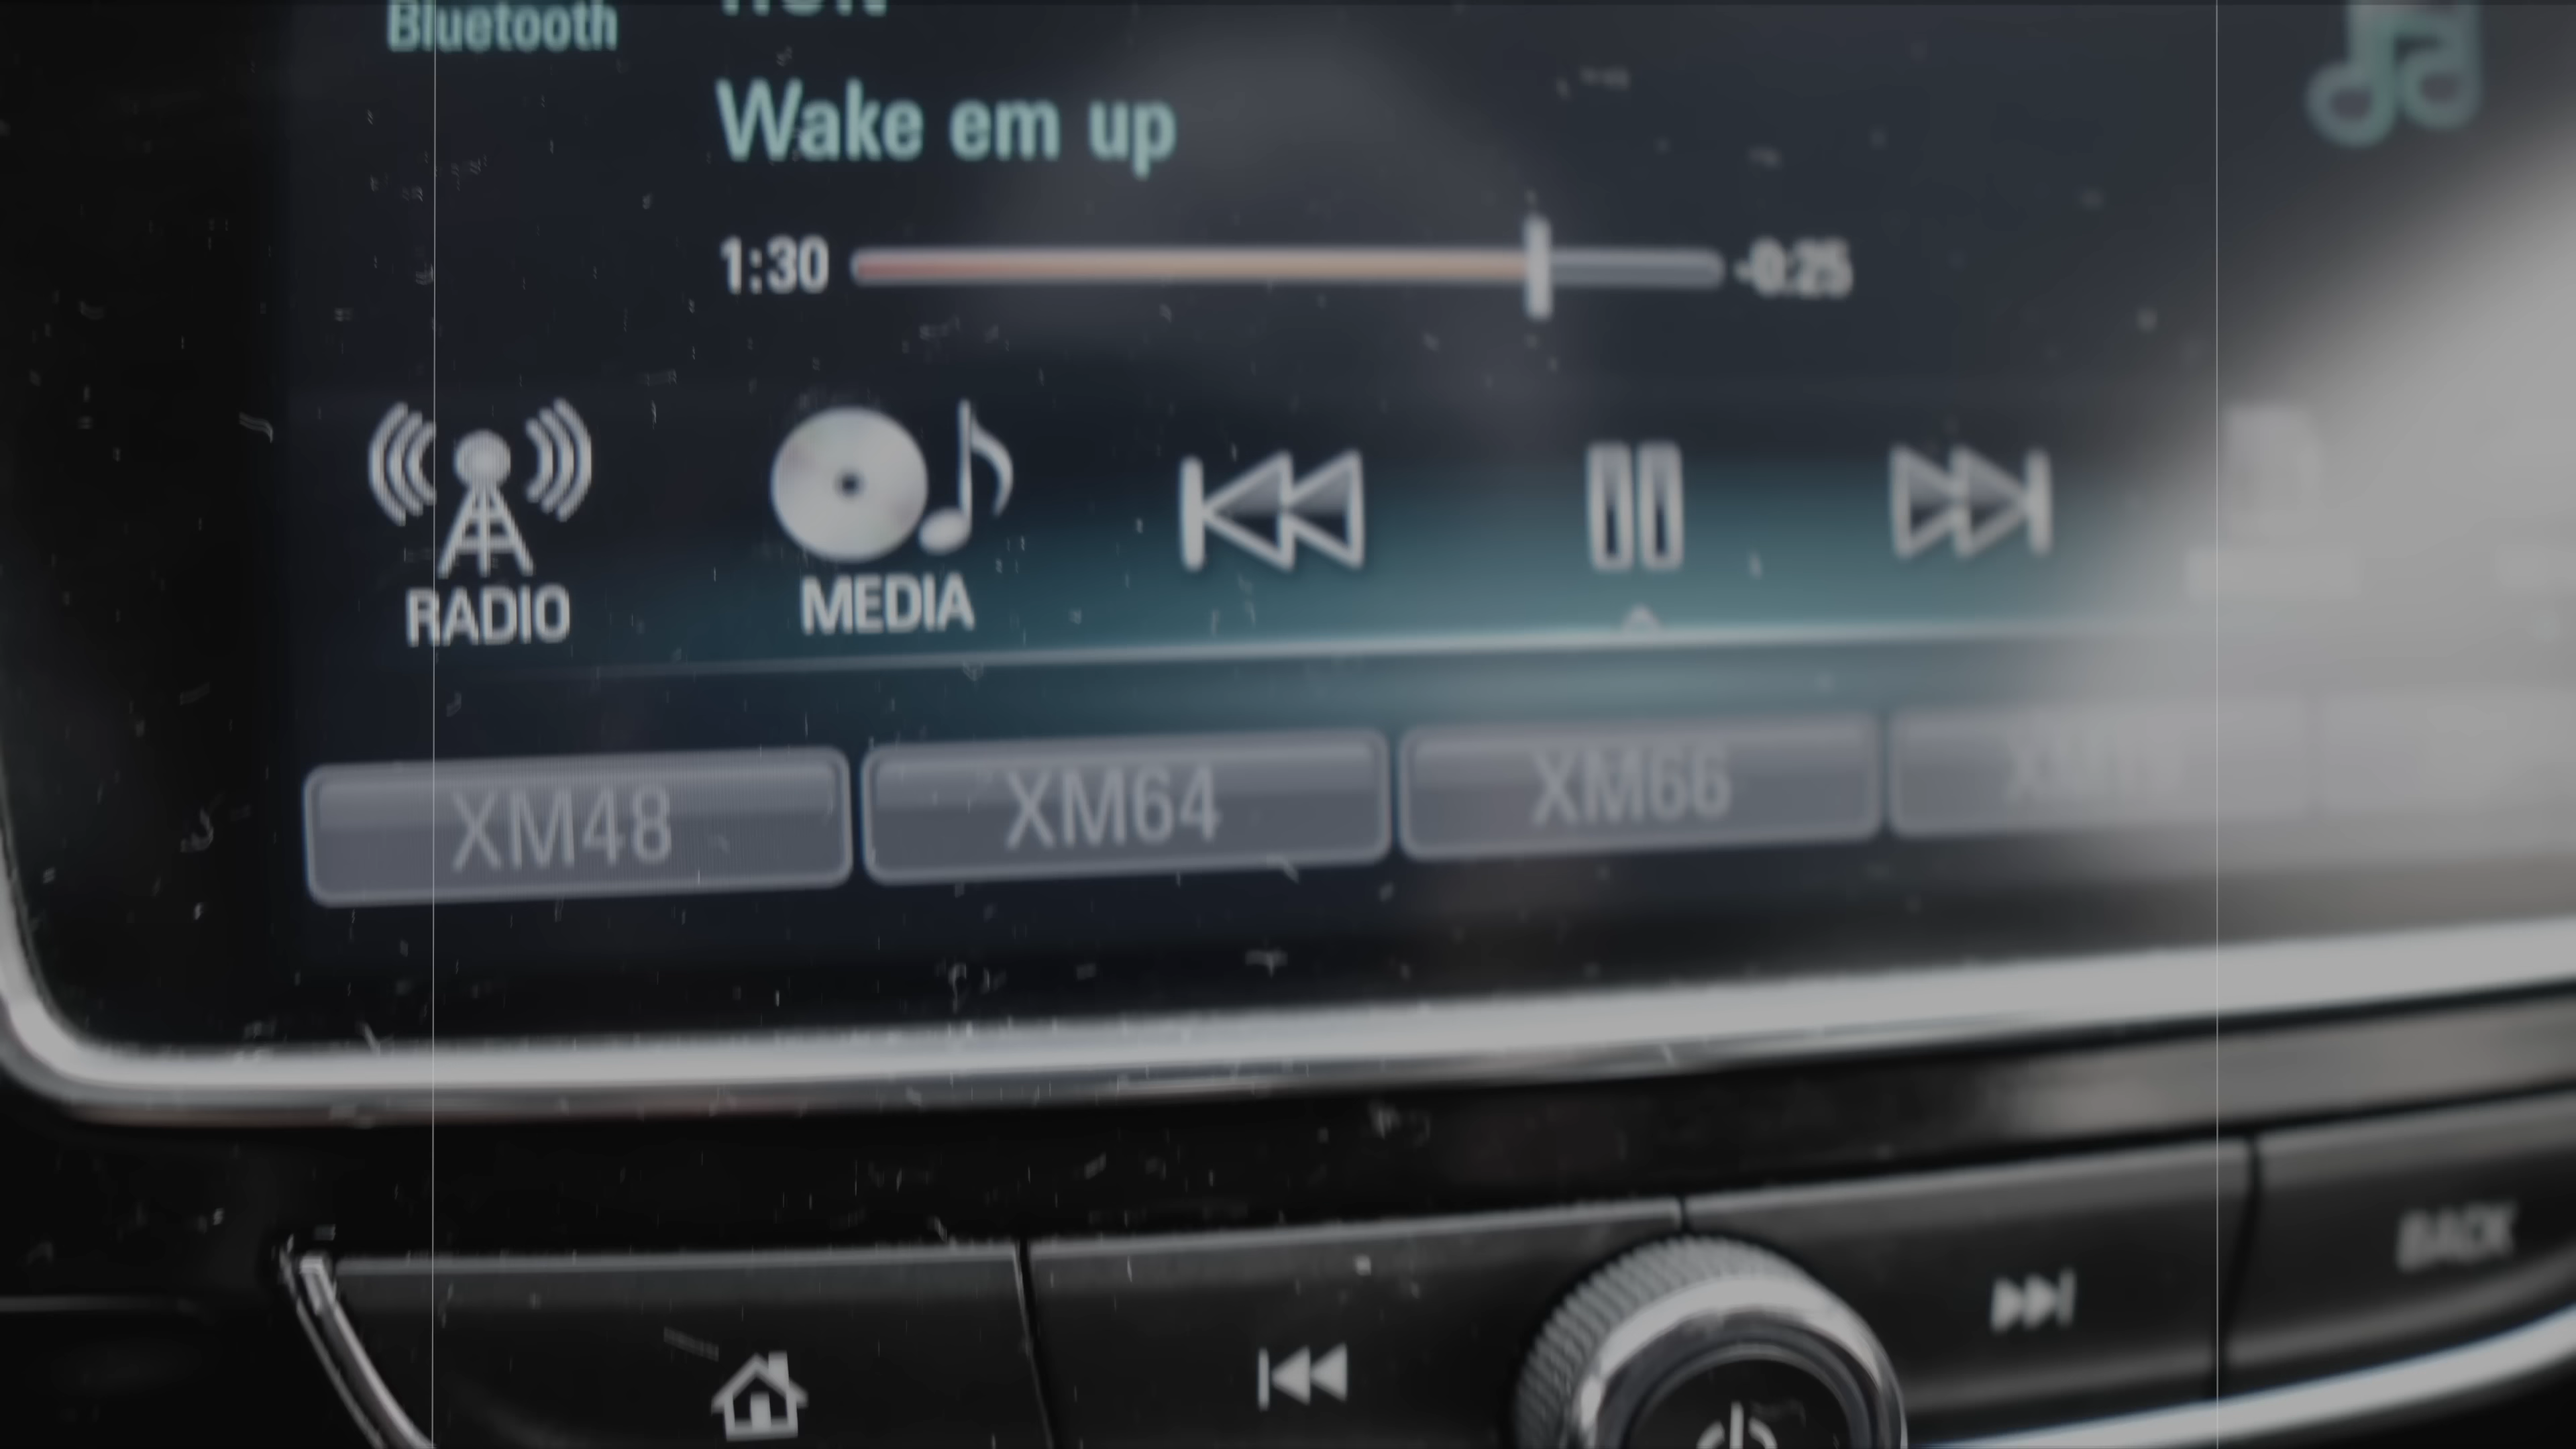 Bluetooth
Wake em up
1:30 -0:25
RADIO MEDIA
XM48 XM64 XM66
BACK